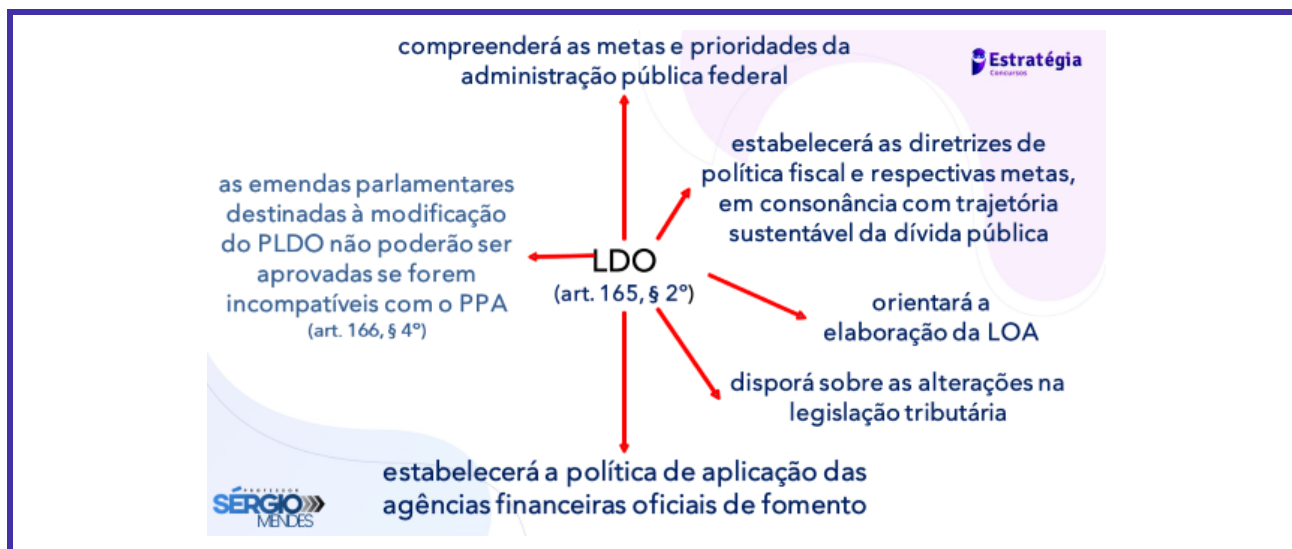 compreenderá as metas e prioridades da
administração pública federal
Estratégia
Concursos
estabelecerá as diretrizes de
política fiscal e respectivas metas,
em consonância com trajetória
sustentável da dívida pública
as emendas parlamentares
destinadas à modificação
do PLDO não poderão ser
aprovadas se forem
incompatíveis com o PPA
(art. 166, § 4º)
LDO
(art. 165, § 2º)
orientará a
elaboração da LOA
disporá sobre as alterações na
legislação tributária
estabelecerá a política de aplicação das
agências financeiras oficiais de fomento
PROFESSOR
SÉRGIO
MENDES